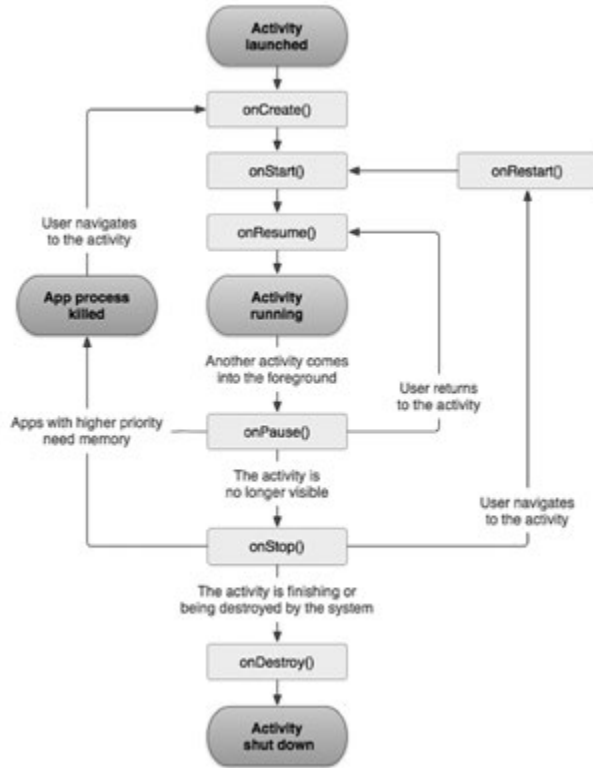 Activity
launched
onCreate()
onStart()
onRestart()
User navigates
to the activity
onResume()
App process
killed
Activity
running
Another activity comes
into the foreground
User returns
to the activity
Apps with higher priority
need memory
onPause()
The activity is
no longer visible
User navigates
to the activity
onStop()
The activity is finishing or
being destroyed by the system
onDestroy()
Activity
shut down